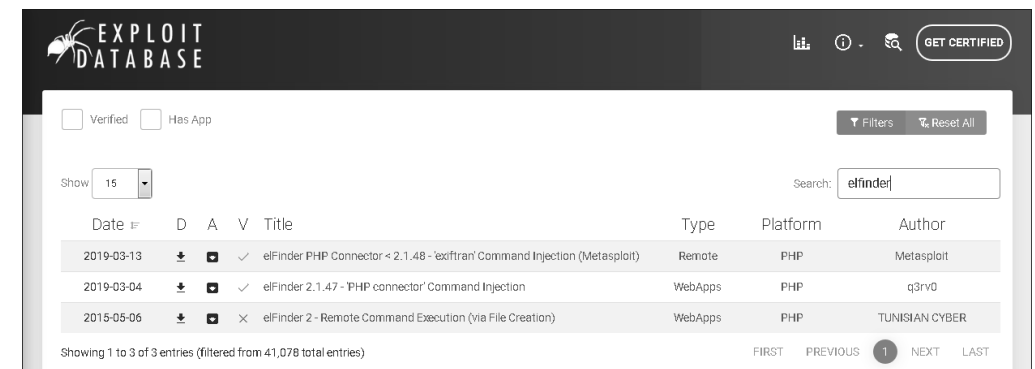 EXPLOIT
DATABASE
GET CERTIFIED
Verified Has App
Filters Reset All
Show 15 Search: elfinder
Date D A V Title Type Platform Author
2019-03-13 elFinder PHP Connector < 2.1.48 - 'exiftran' Command Injection (Metasploit) Remote PHP Metasploit
2019-03-04 elFinder 2.1.47 - 'PHP connector' Command Injection WebApps PHP q3rv0
2015-05-06 elFinder 2 - Remote Command Execution (via File Creation) WebApps PHP TUNISIAN CYBER
Showing 1 to 3 of 3 entries (filtered from 41,078 total entries) FIRST PREVIOUS 1 NEXT LAST